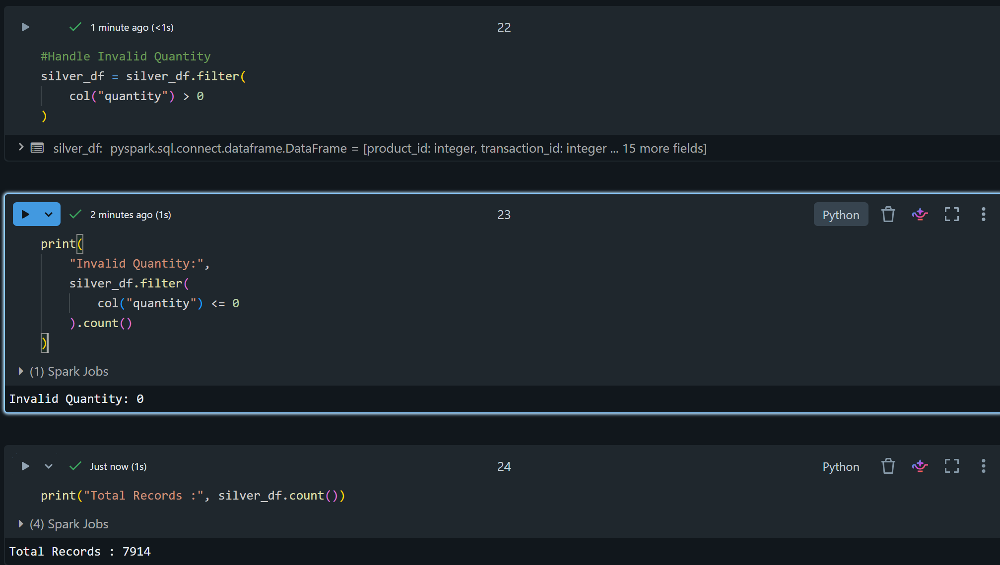 1 minute ago (<1s)
22
#Handle Invalid Quantity
silver_df = silver_df.filter(
    col("quantity") > 0
)
silver_df: pyspark.sql.connect.dataframe.DataFrame = [product_id: integer, transaction_id: integer ... 15 more fields]
2 minutes ago (1s)
23
Python
print(
    "Invalid Quantity:",
    silver_df.filter(
        col("quantity") <= 0
    ).count()
)
(1) Spark Jobs
Invalid Quantity: 0
Just now (1s)
24
Python
print("Total Records :", silver_df.count())
(4) Spark Jobs
Total Records : 7914